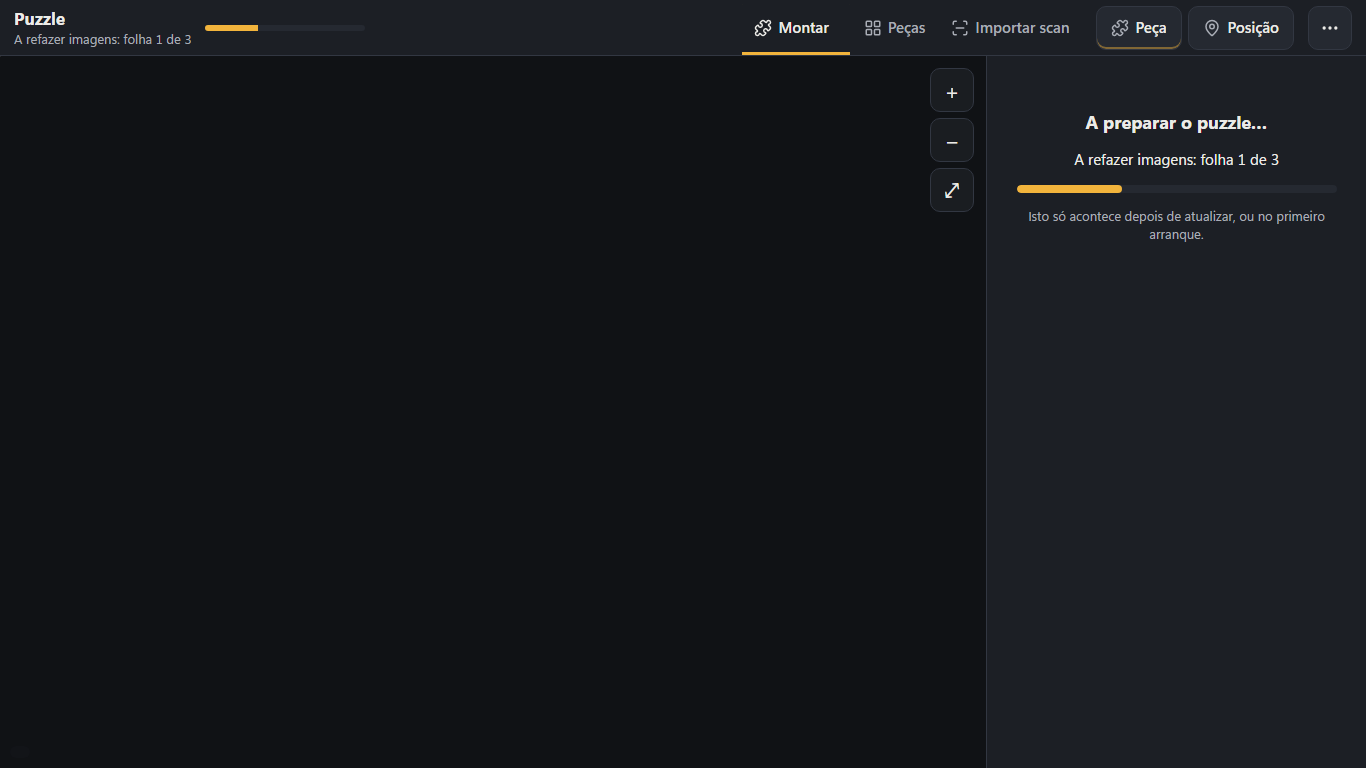 Puzzle
A refazer imagens: folha 1 de 3
Montar
Peças
Importar scan
Peça
Posição
A preparar o puzzle...
A refazer imagens: folha 1 de 3
Isto só acontece depois de atualizar, ou no primeiro
arranque.